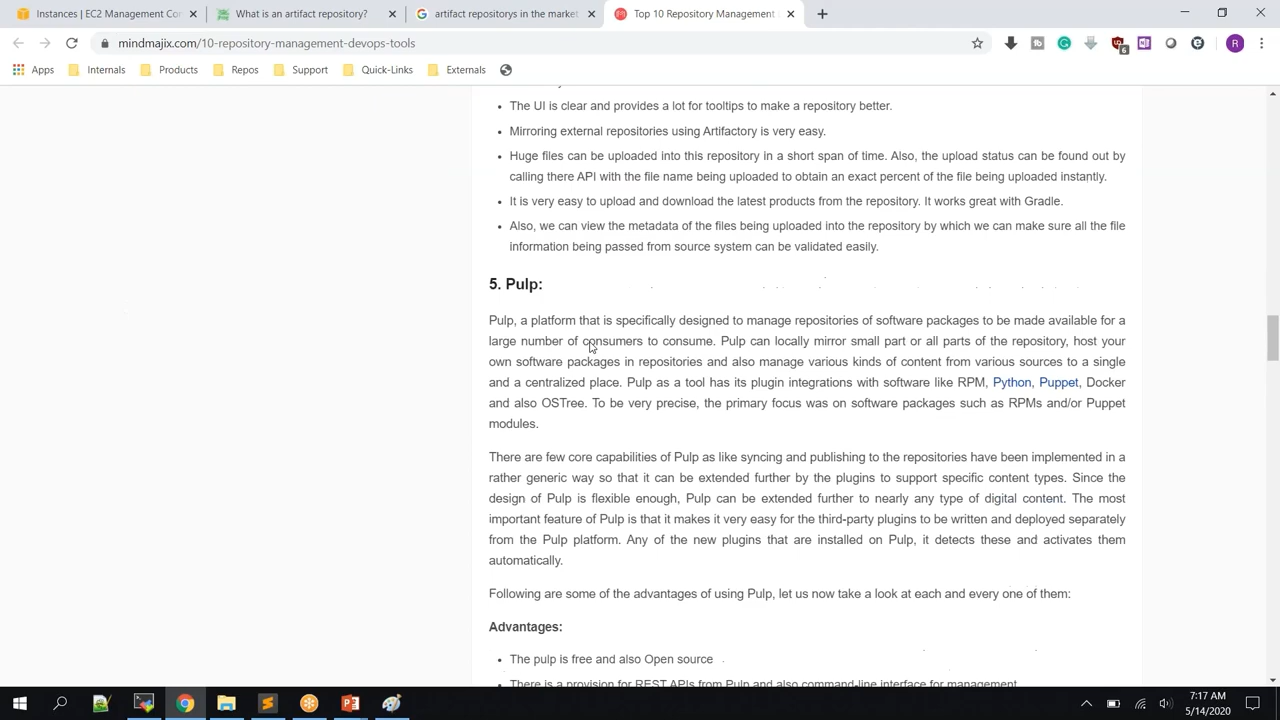 Instances | EC2 Management Con
What is an artifact repository?
artifact repositorys in the market
Top 10 Repository Management
mindmajix.com/10-repository-management-devops-tools
6
R
Apps
Internals
Products
Repos
Support
Quick-Links
Externals
• The UI is clear and provides a lot for tooltips to make a repository better.
• Mirroring external repositories using Artifactory is very easy.
• Huge files can be uploaded into this repository in a short span of time. Also, the upload status can be found out by
calling there API with the file name being uploaded to obtain an exact percent of the file being uploaded instantly.
• It is very easy to upload and download the latest products from the repository. It works great with Gradle.
• Also, we can view the metadata of the files being uploaded into the repository by which we can make sure all the file
information being passed from source system can be validated easily.
5. Pulp:
Pulp, a platform that is specifically designed to manage repositories of software packages to be made available for a
large number of consumers to consume. Pulp can locally mirror small part or all parts of the repository, host your
own software packages in repositories and also manage various kinds of content from various sources to a single
and a centralized place. Pulp as a tool has its plugin integrations with software like RPM, Python, Puppet, Docker
and also OSTree. To be very precise, the primary focus was on software packages such as RPMs and/or Puppet
modules.
There are few core capabilities of Pulp as like syncing and publishing to the repositories have been implemented in a
rather generic way so that it can be extended further by the plugins to support specific content types. Since the
design of Pulp is flexible enough, Pulp can be extended further to nearly any type of digital content. The most
important feature of Pulp is that it makes it very easy for the third-party plugins to be written and deployed separately
from the Pulp platform. Any of the new plugins that are installed on Pulp, it detects these and activates them
automatically.
Following are some of the advantages of using Pulp, let us now take a look at each and every one of them:
Advantages:
• The pulp is free and also Open source
• There is a provision for REST APIs from Pulp and also command-line interface for management
7:17 AM
5/14/2020